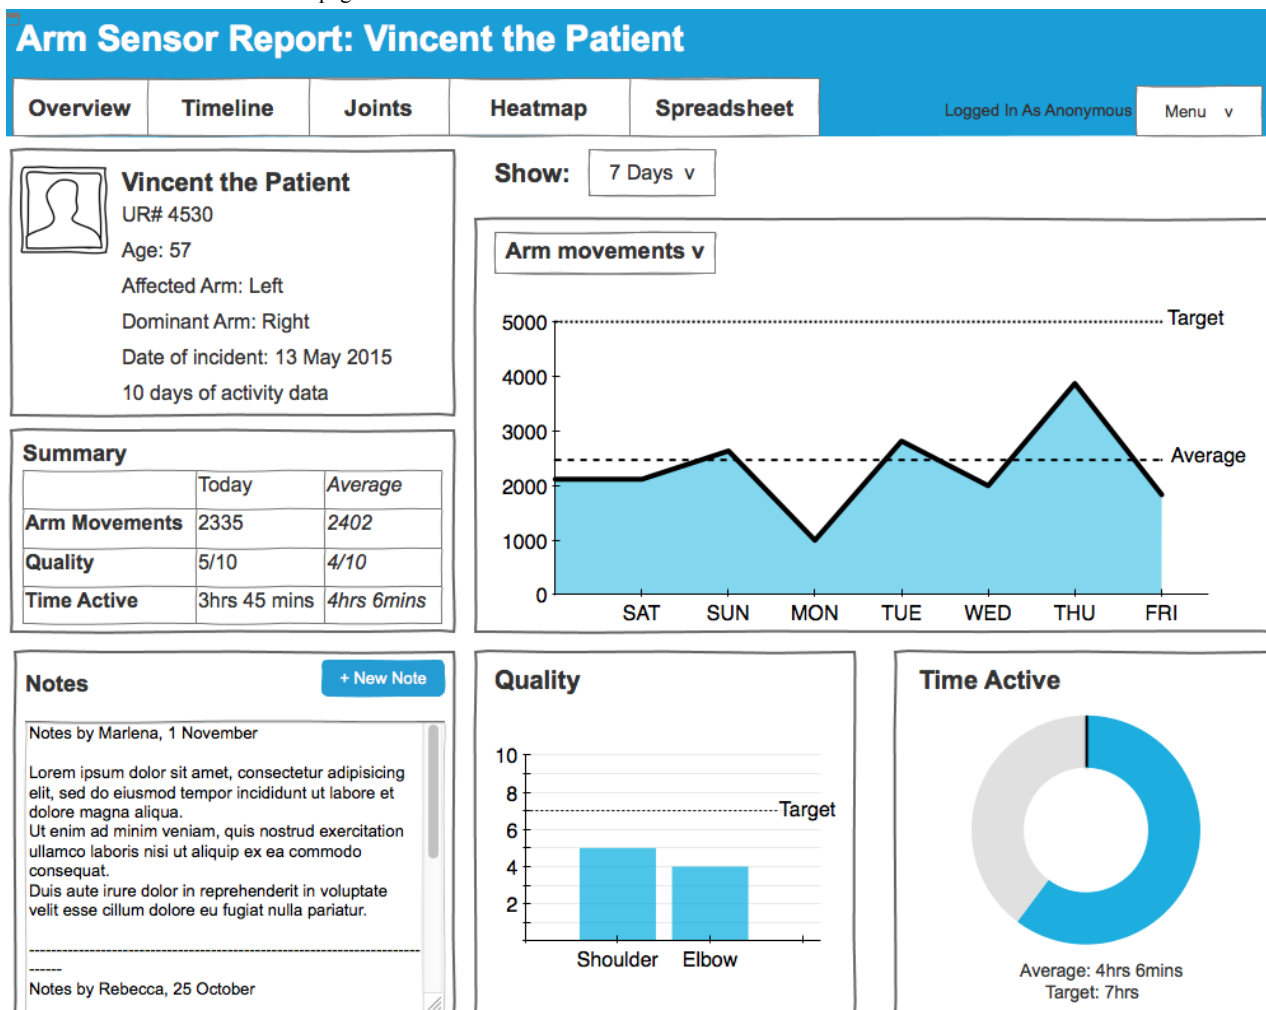 Arm Sensor Report: Vincent the Patient
Overview
Timeline
Joints
Heatmap
Spreadsheet
Logged In As Anonymous
Menu v
Vincent the Patient
UR# 4530
Age: 57
Affected Arm: Left
Dominant Arm: Right
Date of incident: 13 May 2015
10 days of activity data
Show:
7 Days v
Arm movements v
5000
4000
3000
2000
1000
0
Target
Average
SAT SUN MON TUE WED THU FRI
Summary
Today Average
Arm Movements 2335 2402
Quality 5/10 4/10
Time Active 3hrs 45 mins 4hrs 6mins
Notes
+ New Note
Notes by Marlena, 1 November
Lorem ipsum dolor sit amet, consectetur adipisicing
elit, sed do eiusmod tempor incididunt ut labore et
dolore magna aliqua.
Ut enim ad minim veniam, quis nostrud exercitation
ullamco laboris nisi ut aliquip ex ea commodo
consequat.
Duis aute irure dolor in reprehenderit in voluptate
velit esse cillum dolore eu fugiat nulla pariatur.
Notes by Rebecca, 25 October
Quality
10
8
6
4
2
Target
Shoulder Elbow
Time Active
Average: 4hrs 6mins
Target: 7hrs